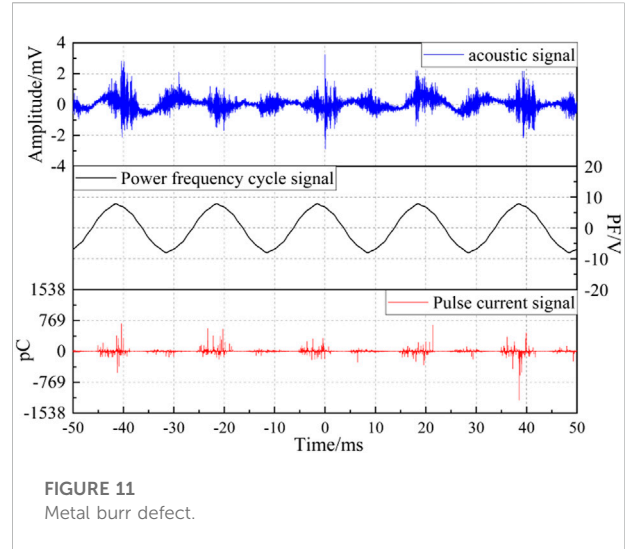 acoustic signal
Amplitude/mV
4
2
0
-2
-4
Power frequency cycle signal
PF/V
20
10
0
-10
-20
Pulse current signal
pC
1538
769
0
-769
-1538
-50 -40 -30 -20 -10 0 10 20 30 40 50
Time/ms
FIGURE 11
Metal burr defect.